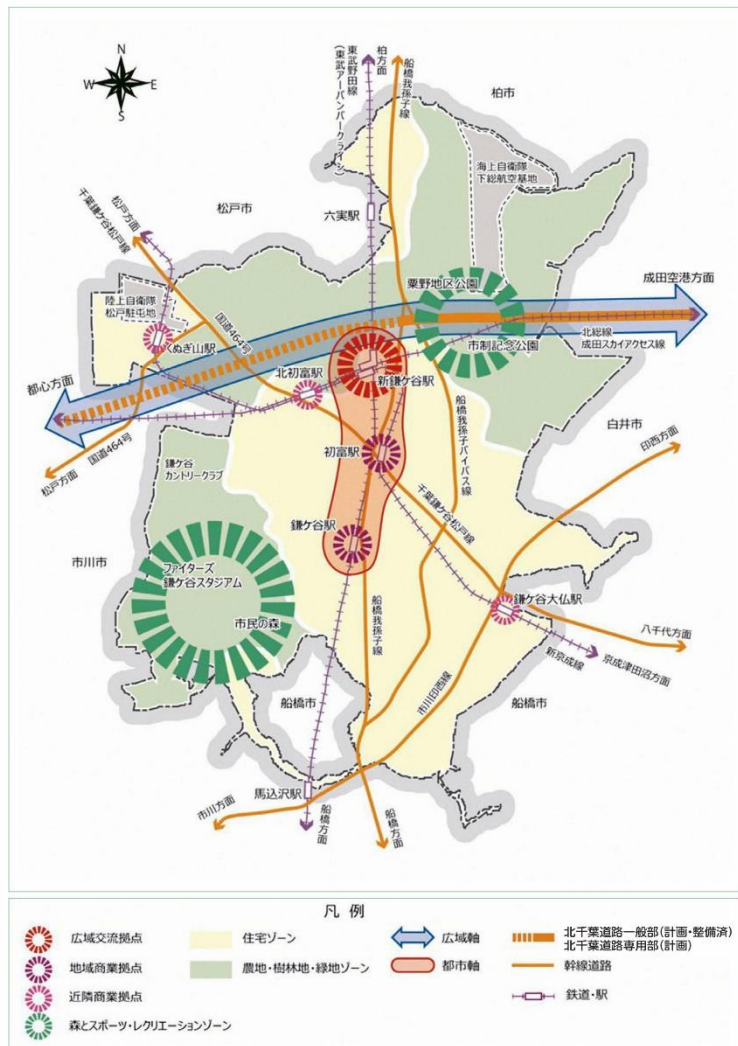 N
W
E
S
東武野田線
(東武アーバンパークライン)
柏方面
船橋我孫子線
柏市
海上自衛隊
下総航空基地
松戸市
六実駅
松戸方面
千葉鎌ケ谷松戸線
粟野地区公園
成田空港方面
陸上自衛隊
松戸駐屯地
国道464号
くぬぎ山駅
北総線
成田スカイアクセス線
市制記念公園
北初富駅
新鎌ケ谷駅
都心方面
白井市
船橋我孫子バイパス線
印西方面
国道464号
松戸方面
鎌ケ谷
カントリークラブ
初富駅
千葉鎌ケ谷松戸線
鎌ケ谷駅
市川市
ファイターズ
鎌ケ谷スタジアム
市民の森
船橋我孫子線
鎌ケ谷大仏駅
八千代方面
新京成線
京成津田沼方面
市川印西線
船橋市
船橋市
馬込沢駅
市川方面
船橋方面
船橋方面
凡 例
広域交流拠点
住宅ゾーン
広域軸
北千葉道路一般部(計画・整備済)
北千葉道路専用部(計画)
地域商業拠点
農地・樹林地・緑地ゾーン
都市軸
幹線道路
近隣商業拠点
鉄道・駅
森とスポーツ・レクリエーションゾーン